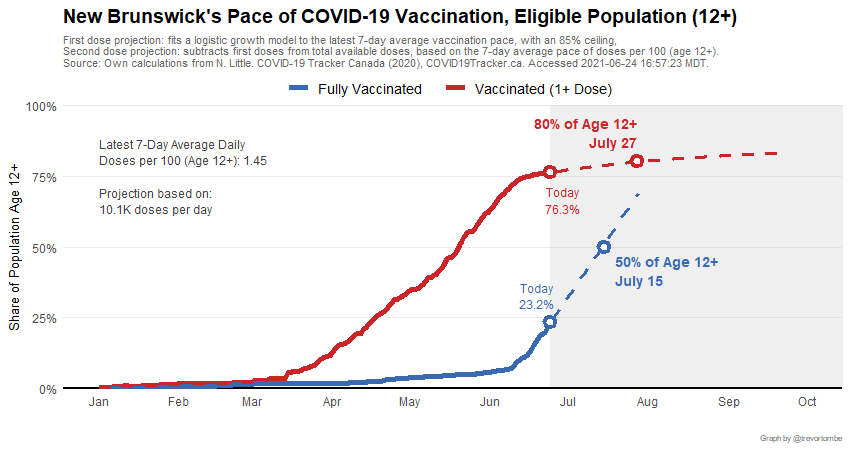 New Brunswick's Pace of COVID-19 Vaccination, Eligible Population (12+)
First dose projection: fits a logistic growth model to the latest 7-day average vaccination pace, with an 85% ceiling,
Second dose projection: subtracts first doses from total available doses, based on the 7-day average pace of doses per 100 (age 12+).
Source: Own calculations from N. Little. COVID-19 Tracker Canada (2020), COVID19Tracker.ca. Accessed 2021-06-24 16:57:23 MDT.
Fully Vaccinated Vaccinated (1+ Dose)
Share of Population Age 12+
100%
75%
50%
25%
0%
Latest 7-Day Average Daily
Doses per 100 (Age 12+): 1.45
Projection based on:
10.1K doses per day
80% of Age 12+
July 27
Today
76.3%
50% of Age 12+
July 15
Today
23.2%
Jan Feb Mar Apr May Jun Jul Aug Sep Oct
Graph by @trevortombe